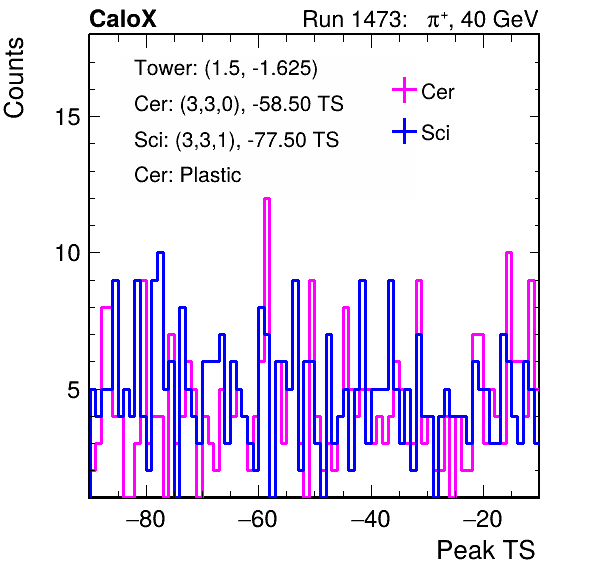 CaloX Run 1473: π⁺, 40 GeV
Counts
Tower: (1.5, -1.625)
Cer: (3,3,0), -58.50 TS
Sci: (3,3,1), -77.50 TS
Cer: Plastic
Cer
Sci
15
10
5
−80 −60 −40 −20
Peak TS